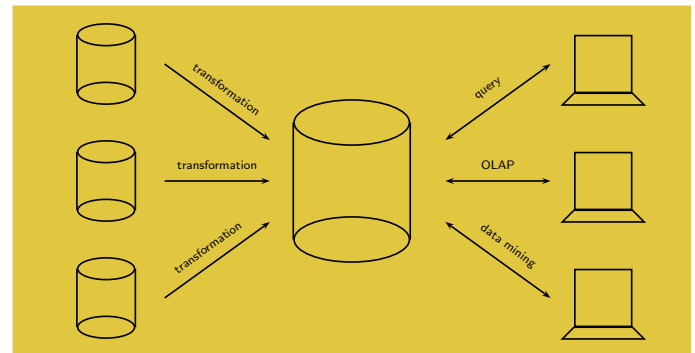 transformation
query
transformation
OLAP
transformation
data mining